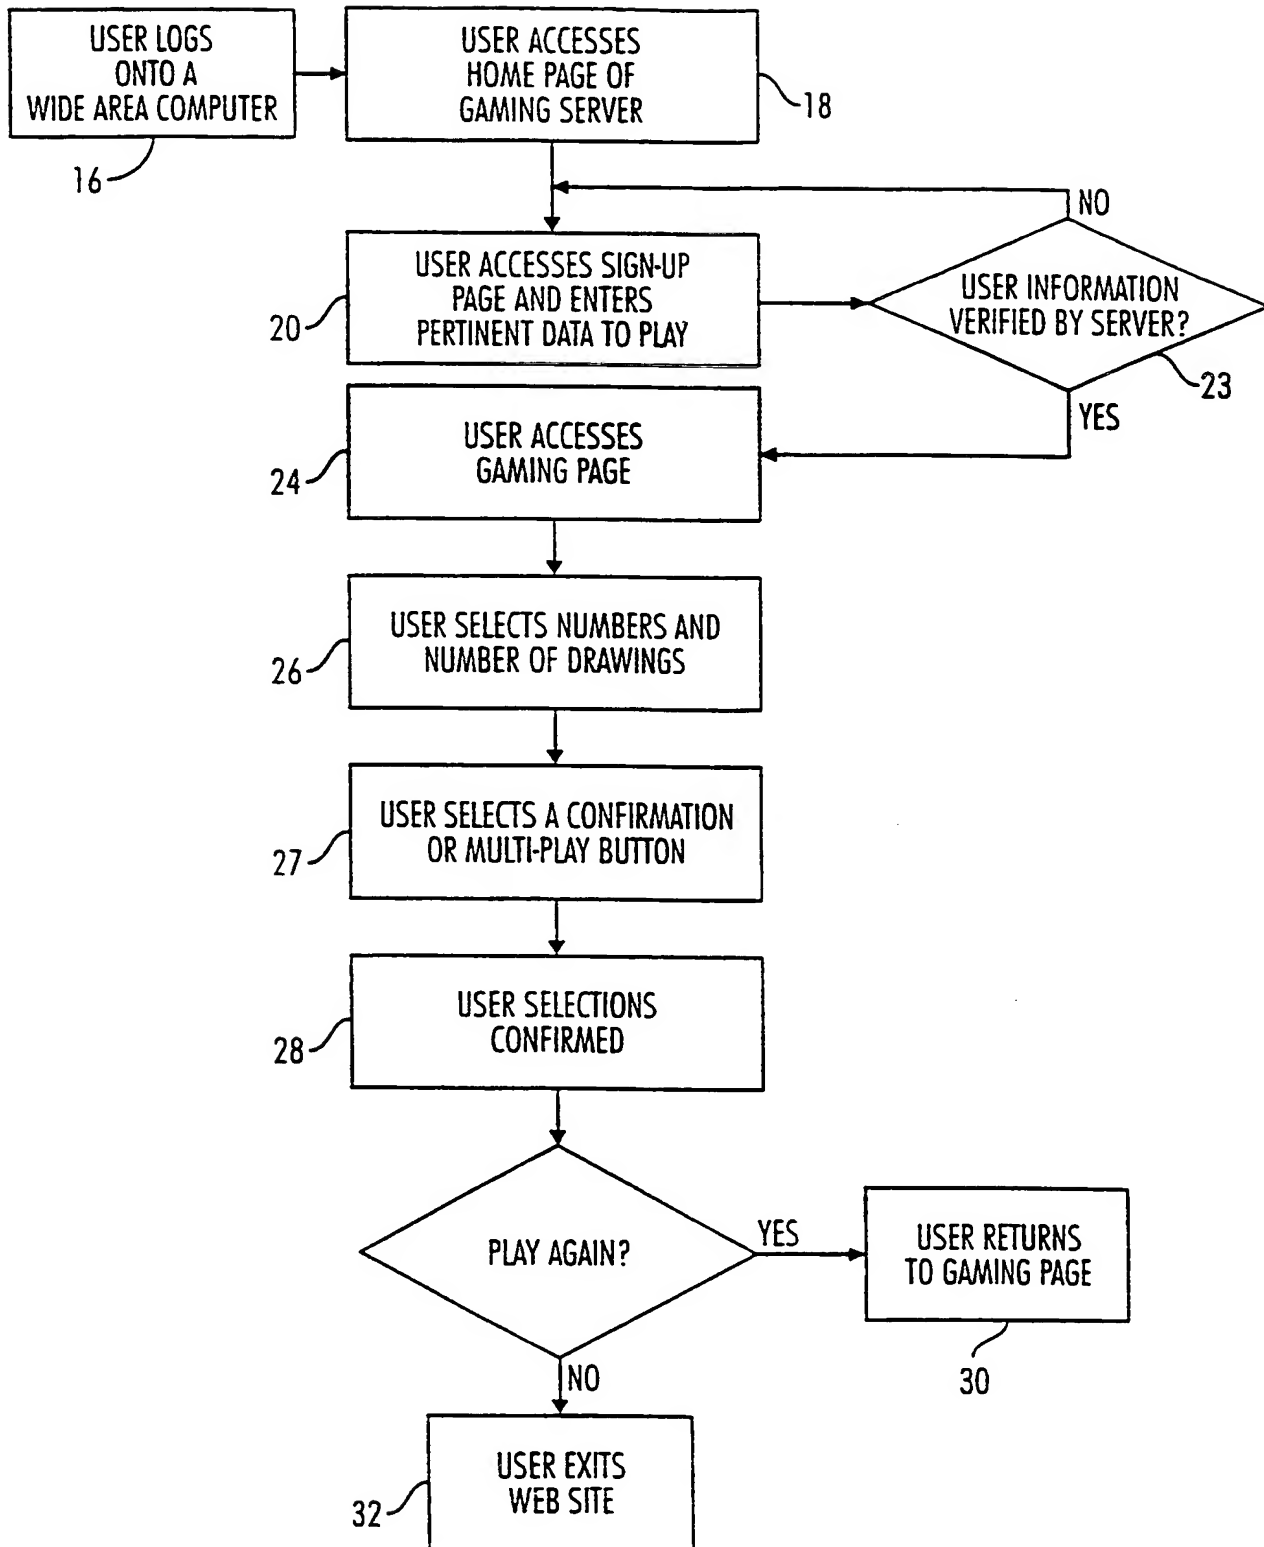 USER LOGS
ONTO A
WIDE AREA COMPUTER
16
USER ACCESSES
HOME PAGE OF
GAMING SERVER
18
USER ACCESSES SIGN-UP
PAGE AND ENTERS
PERTINENT DATA TO PLAY
20
NO
USER INFORMATION
VERIFIED BY SERVER?
23
YES
USER ACCESSES
GAMING PAGE
24
USER SELECTS NUMBERS AND
NUMBER OF DRAWINGS
26
USER SELECTS A CONFIRMATION
OR MULTI-PLAY BUTTON
27
USER SELECTIONS
CONFIRMED
28
PLAY AGAIN?
YES
USER RETURNS
TO GAMING PAGE
30
NO
USER EXITS
WEB SITE
32